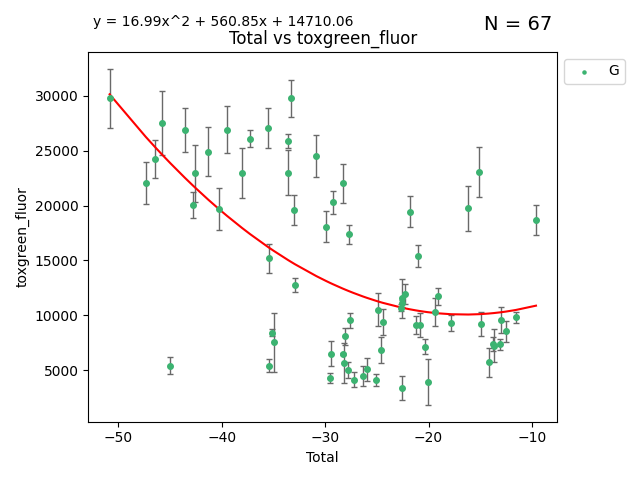 y = 16.99x^2 + 560.85x + 14710.06
N = 67
Total vs toxgreen_fluor
G
30000
25000
20000
15000
10000
5000
toxgreen_fluor
−50
−40
−30
−20
−10
Total